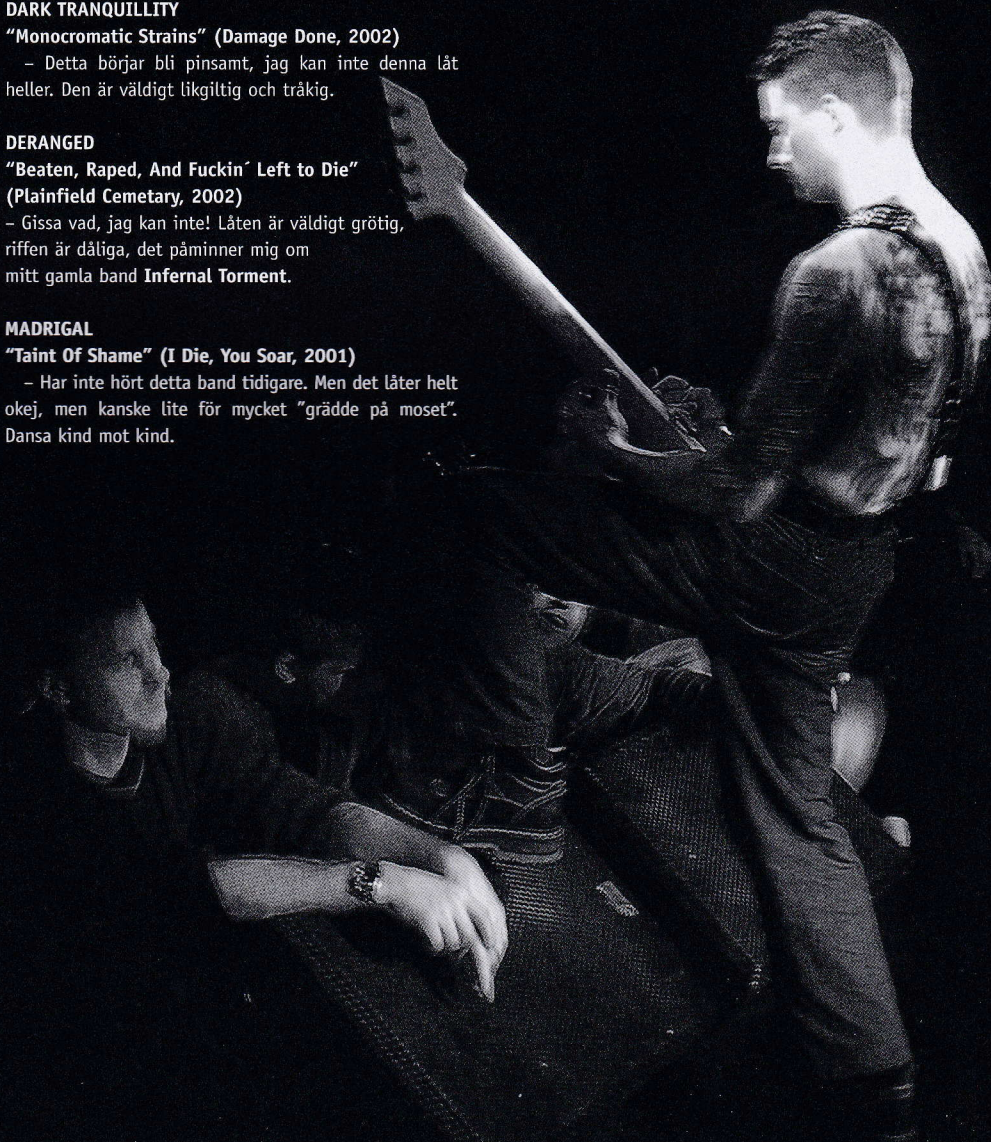 DARK TRANQUILLITY
“Monocromatic Strains” (Damage Done, 2002)
– Detta börjar bli pinsamt, jag kan inte denna låt
heller. Den är väldigt likgiltig och tråkig.
DERANGED
“Beaten, Raped, And Fuckin´ Left to Die”
(Plainfield Cemetary, 2002)
– Gissa vad, jag kan inte! Låten är väldigt grötig,
riffen är dåliga, det påminner mig om
mitt gamla band Infernal Torment.
MADRIGAL
“Taint Of Shame” (I Die, You Soar, 2001)
– Har inte hört detta band tidigare. Men det låter helt
okej, men kanske lite för mycket ”grädde på moset”.
Dansa kind mot kind.